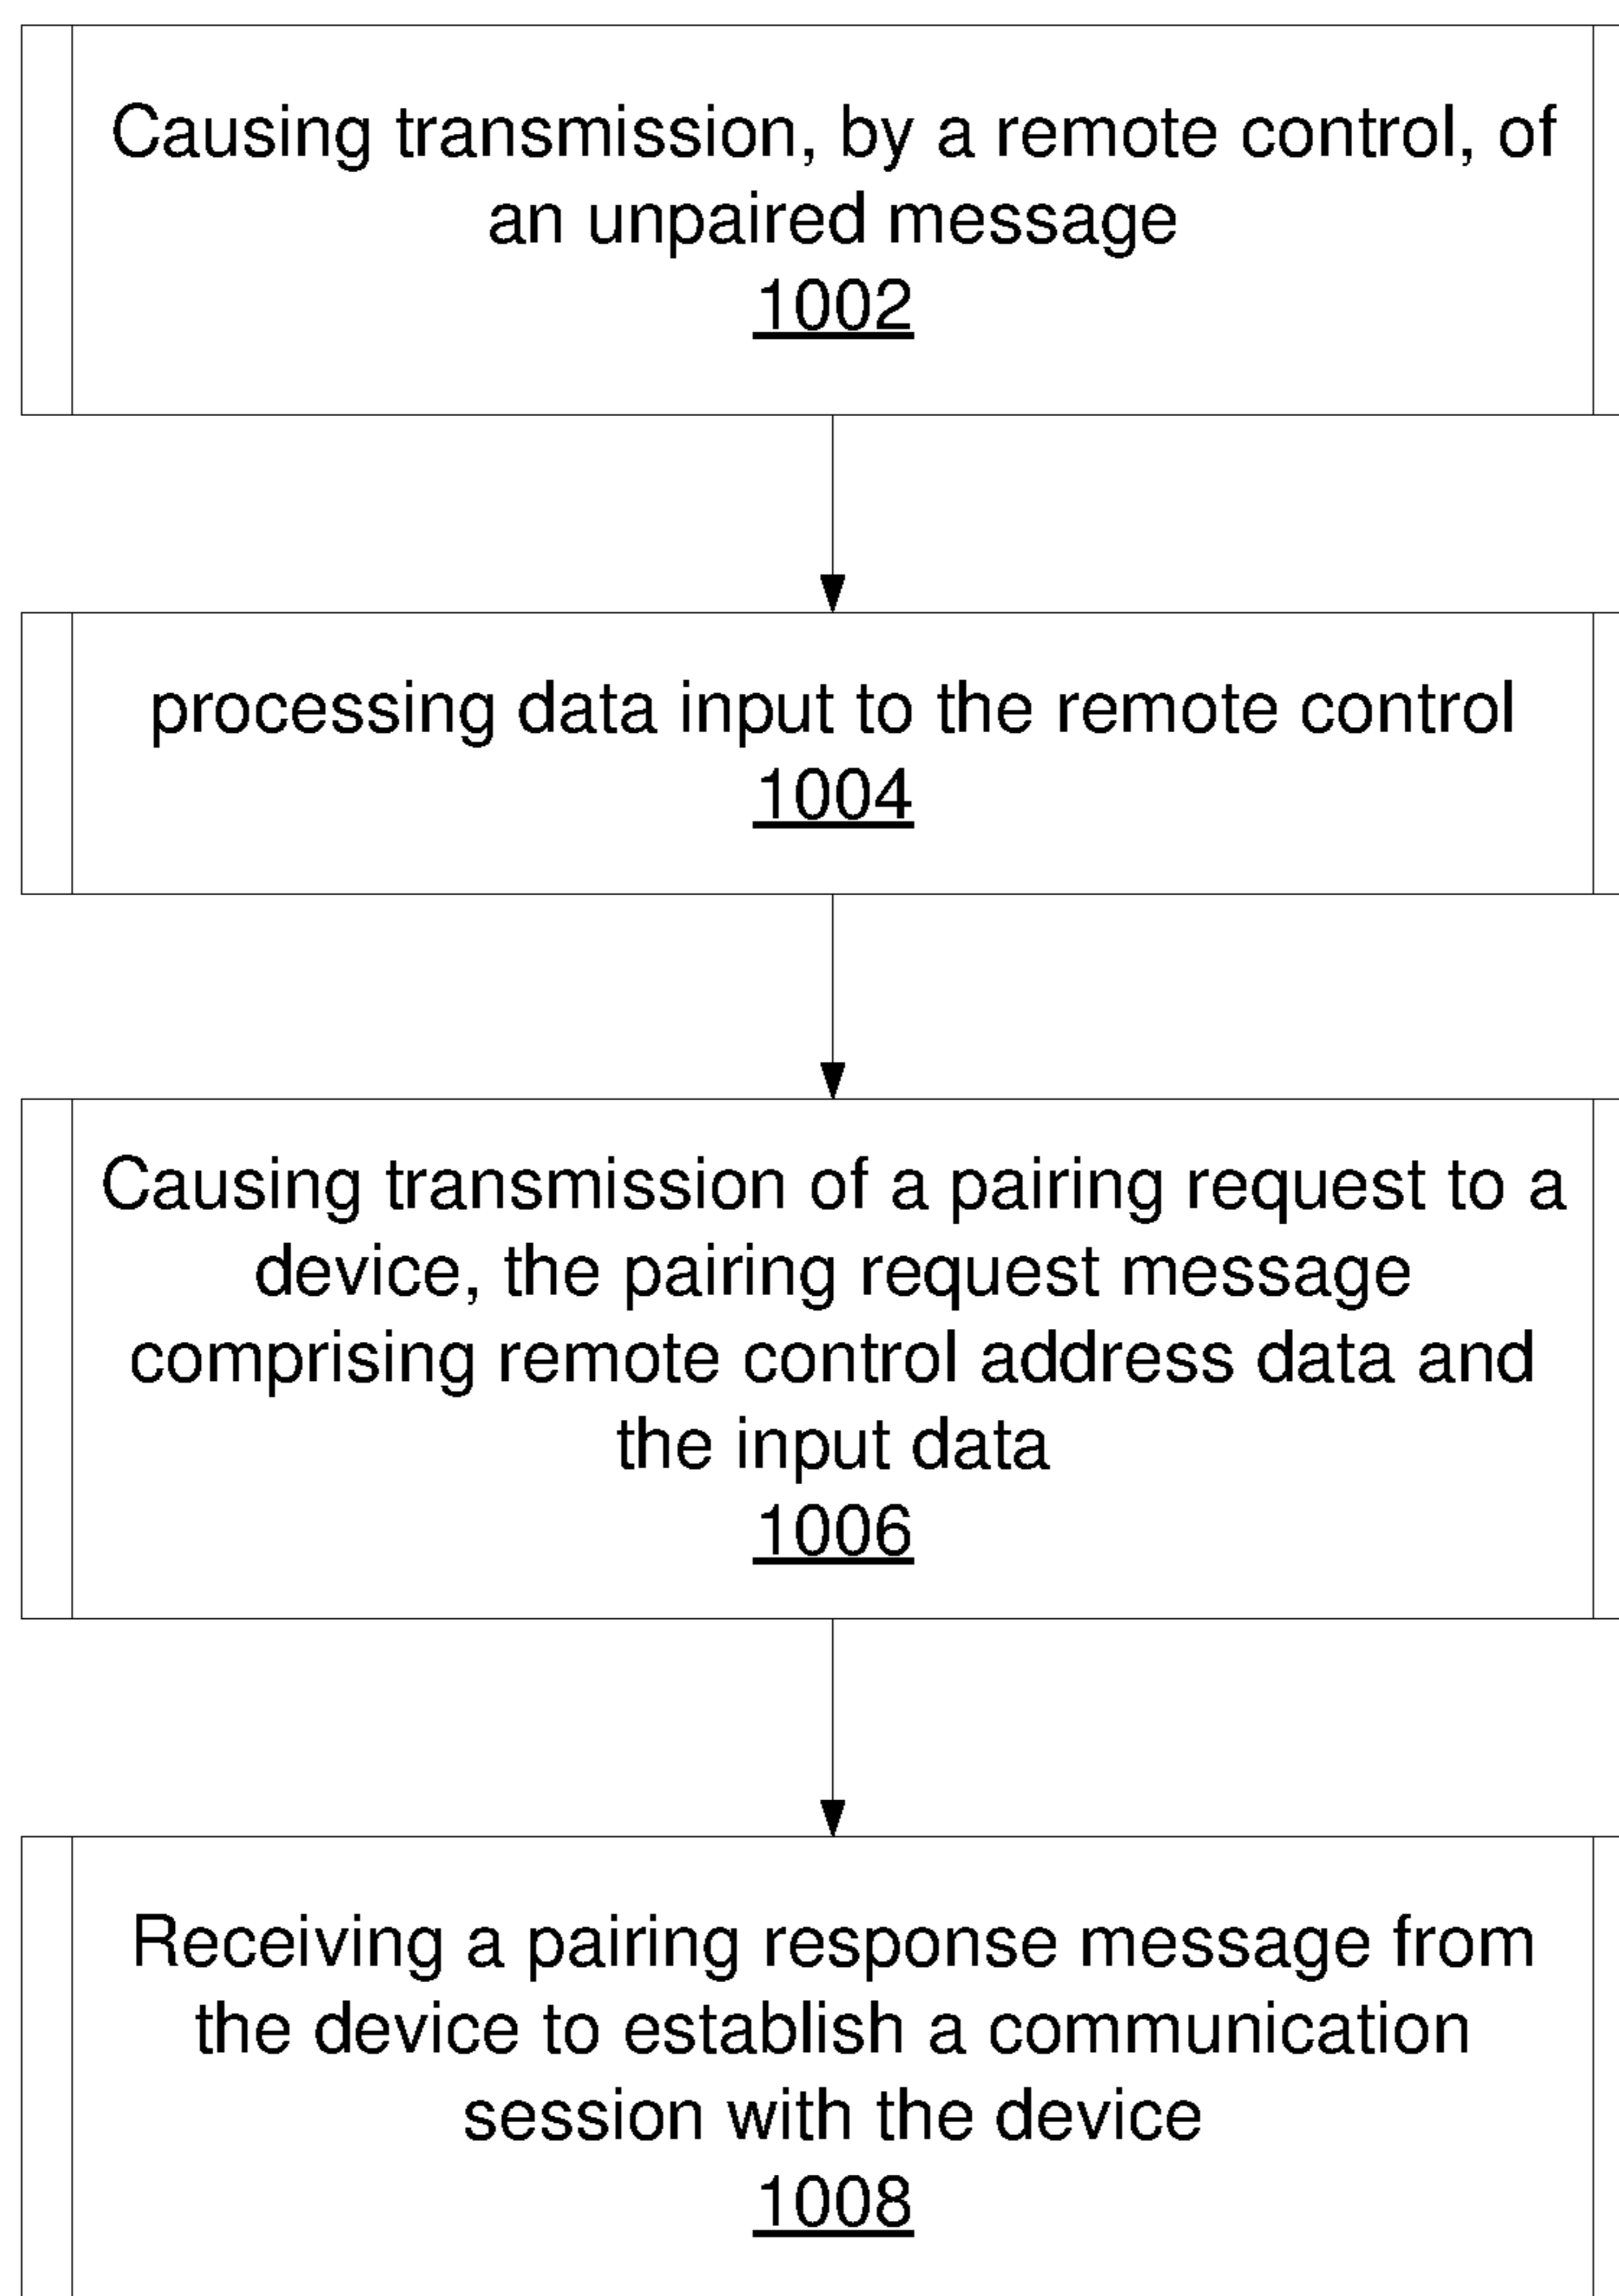 Causing transmission, by a remote control, of
an unpaired message
1002
processing data input to the remote control
1004
Causing transmission of a pairing request to a
device, the pairing request message
comprising remote control address data and
the input data
1006
Receiving a pairing response message from
the device to establish a communication
session with the device
1008